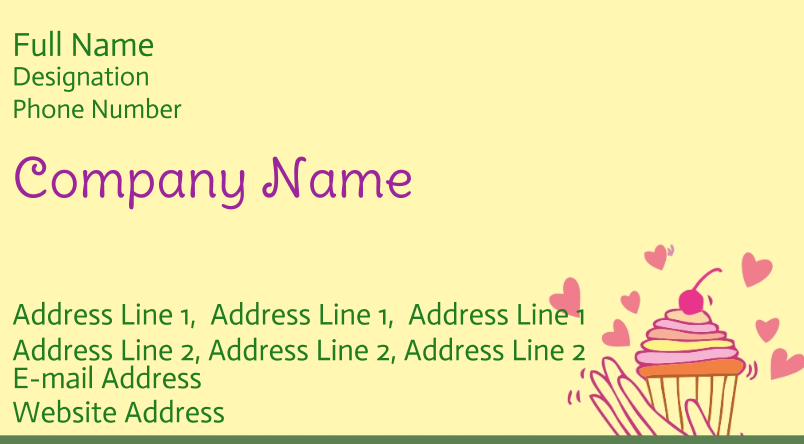 Full Name
Designation
Phone Number
Company Name
Address Line 1,  Address Line 1,  Address Line 1
Address Line 2, Address Line 2, Address Line 2
E-mail Address
Website Address